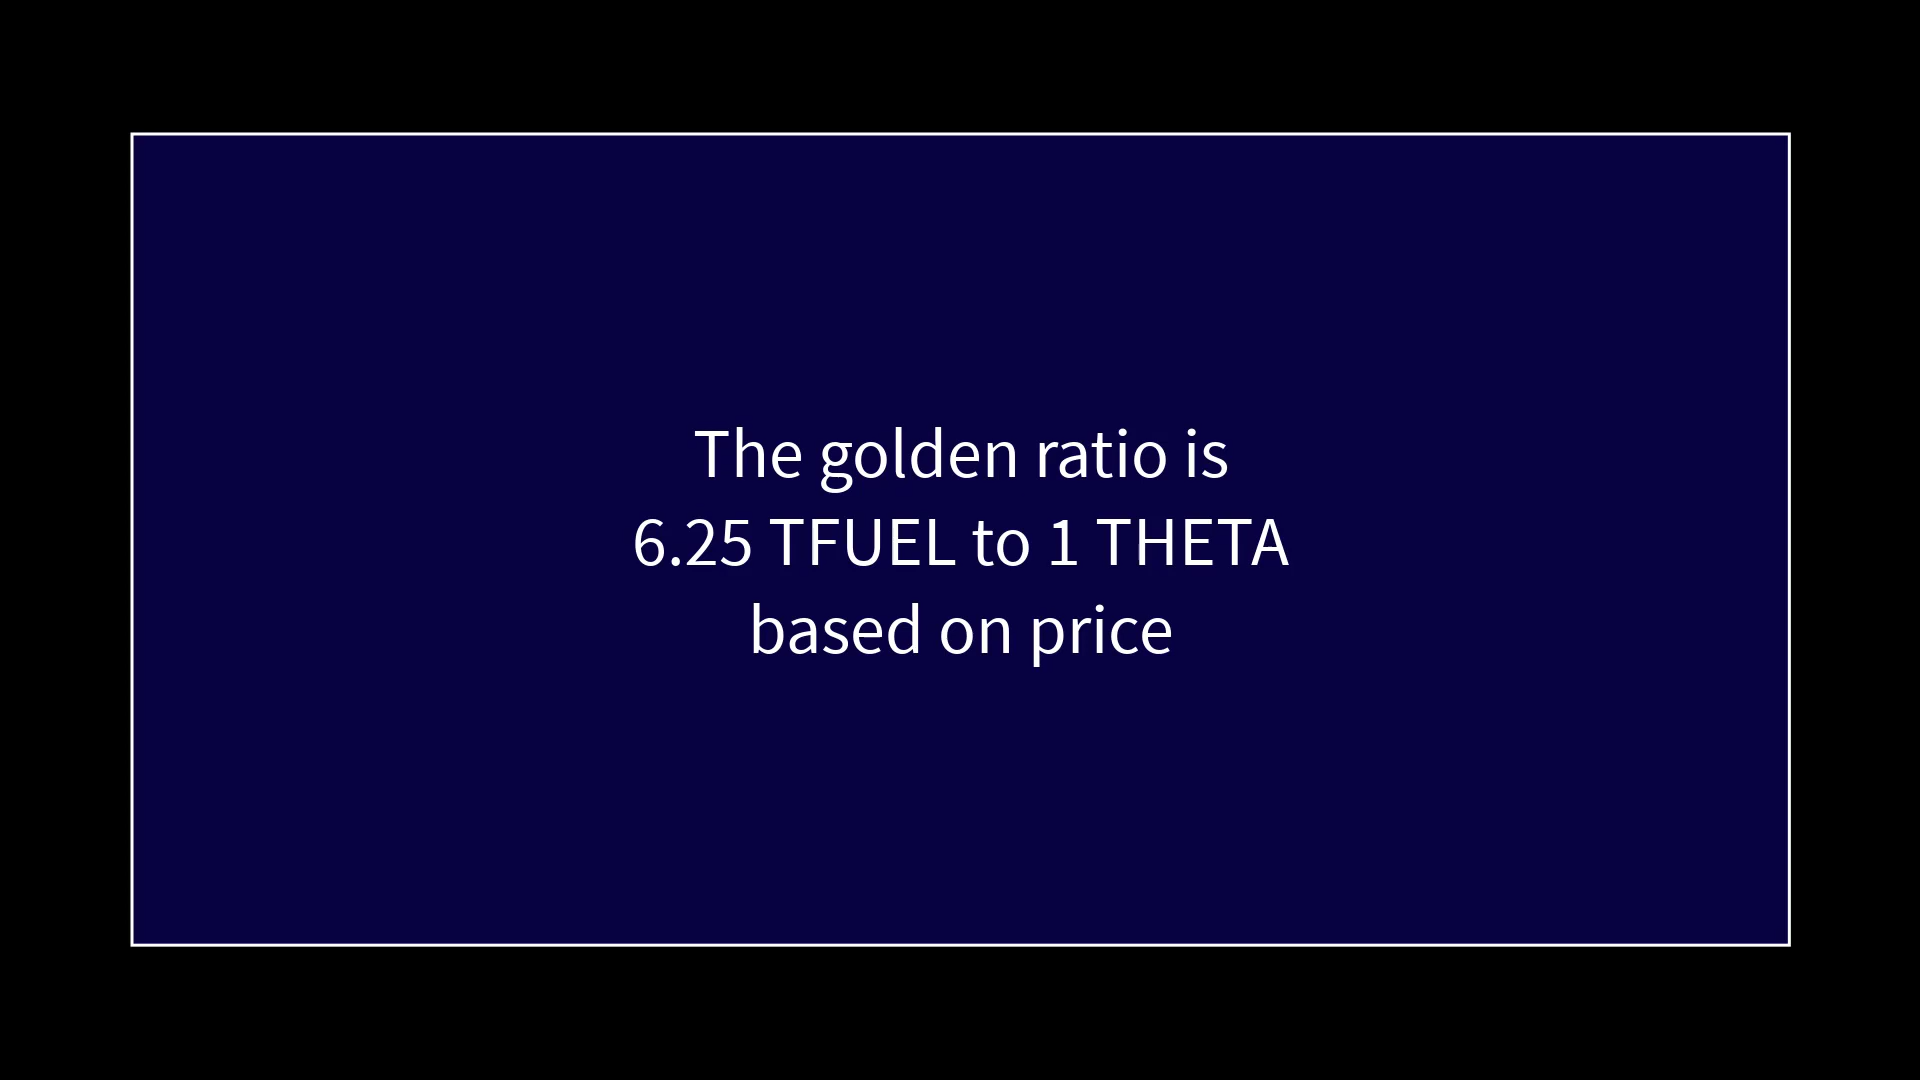 The golden ratio is
6.25 TFUEL to 1 THETA
based on price